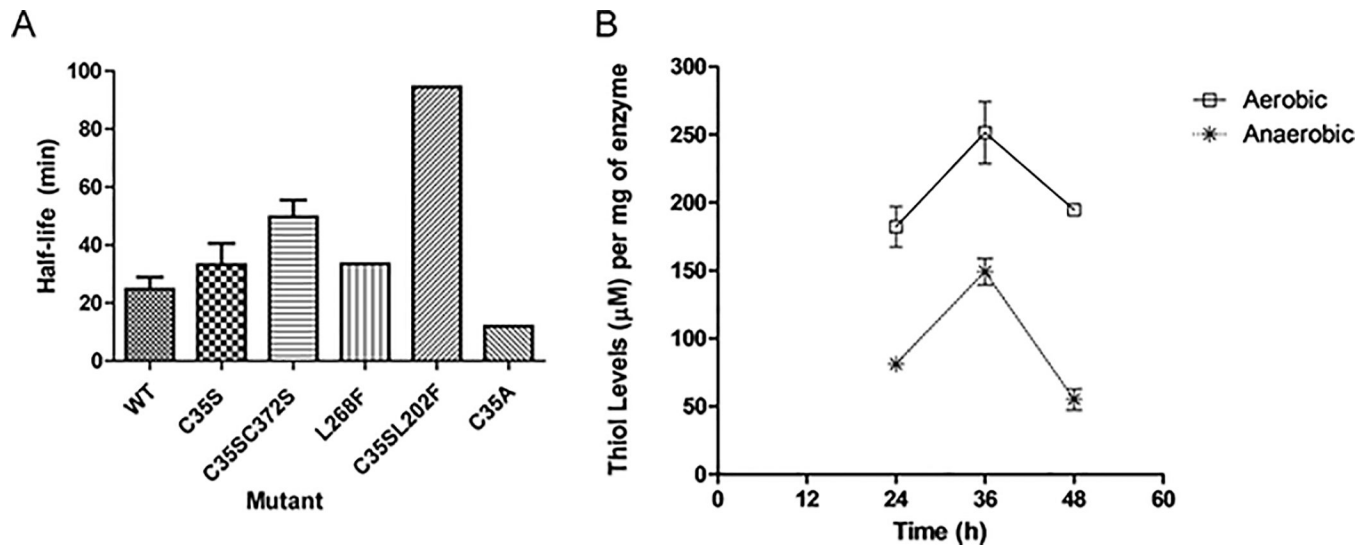 A
Half-life (min)
100
80
60
40
20
0
WT
C35S
C35SC372S
L268F
C35SL202F
C35A
Mutant
B
Thiol Levels (μM) per mg of enzyme
300
250
200
150
100
50
0
0 12 24 36 48 60
Time (h)
Aerobic
Anaerobic